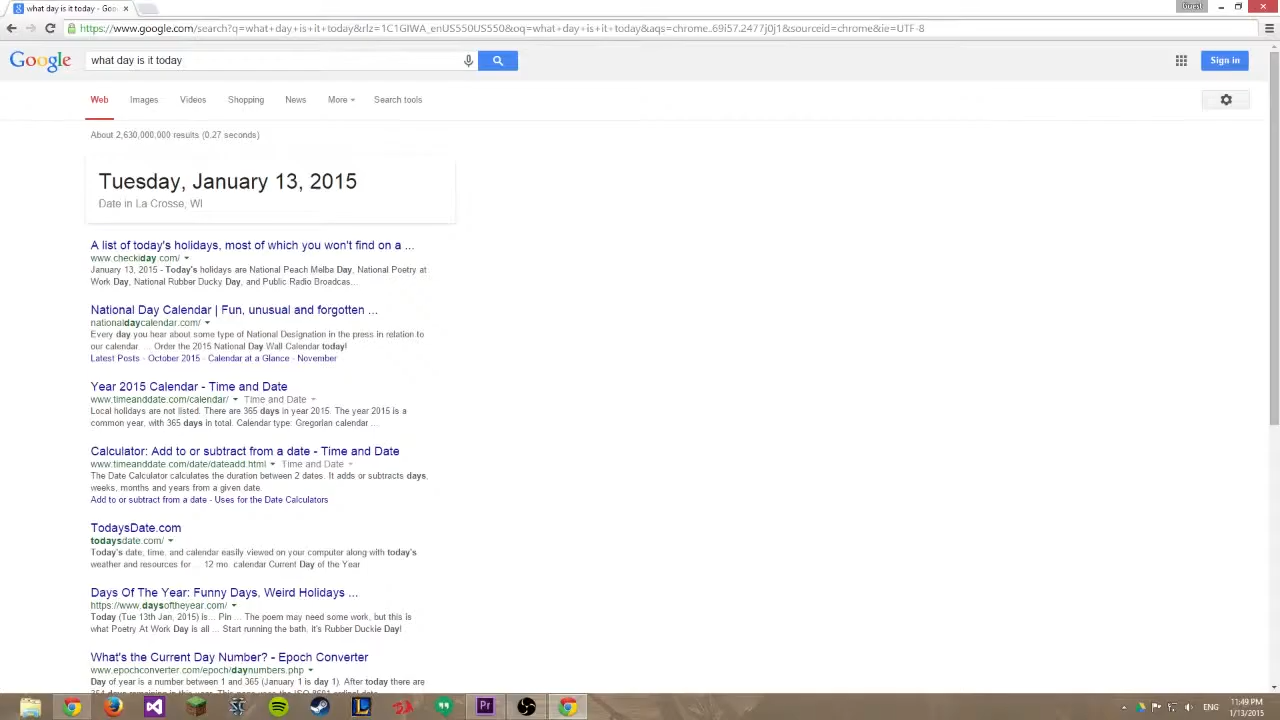 what day is it today - Goo
Guest
https://www.google.com/search?q=what+day+is+it+today&rlz=1C1GIWA_enUS550US550&oq=what+day+is+it+today&aqs=chrome..69i57.2477j0j1&sourceid=chrome&ie=UTF-8
Google
what day is it today
Sign in
Web Images Videos Shopping News More Search tools
About 2,630,000,000 results (0.27 seconds)
Tuesday, January 13, 2015
Date in La Crosse, WI
A list of today's holidays, most of which you won't find on a ...
www.checkiday.com/
January 13, 2015 - Today's holidays are National Peach Melba Day, National Poetry at
Work Day, National Rubber Ducky Day, and Public Radio Broadcas...
National Day Calendar | Fun, unusual and forgotten ...
nationaldaycalendar.com/
Every day you hear about some type of National Designation in the press in relation to
our calendar ... Order the 2015 National Day Wall Calendar today!
Latest Posts - October 2015 - Calendar at a Glance - November
Year 2015 Calendar - Time and Date
www.timeanddate.com/calendar/ Time and Date
Local holidays are not listed. There are 365 days in year 2015. The year 2015 is a
common year, with 365 days in total. Calendar type: Gregorian calendar ...
Calculator: Add to or subtract from a date - Time and Date
www.timeanddate.com/date/dateadd.html Time and Date
The Date Calculator calculates the duration between 2 dates. It adds or subtracts days,
weeks, months and years from a given date.
Add to or subtract from a date - Uses for the Date Calculators
TodaysDate.com
todaysdate.com/
Today's date, time, and calendar easily viewed on your computer along with today's
weather and resources for ... 12 mo. calendar Current Day of the Year
Days Of The Year: Funny Days, Weird Holidays ...
https://www.daysoftheyear.com/
Today (Tue 13th Jan, 2015) is... Pin ... The poem may need some work, but this is
what Poetry At Work Day is all ... Start running the bath, it's Rubber Duckie Day!
What's the Current Day Number? - Epoch Converter
www.epochconverter.com/epoch/daynumbers.php
Day of year is a number between 1 and 365 (January 1 is day 1). After today there are
Pr
ENG
11:49 PM
1/13/2015